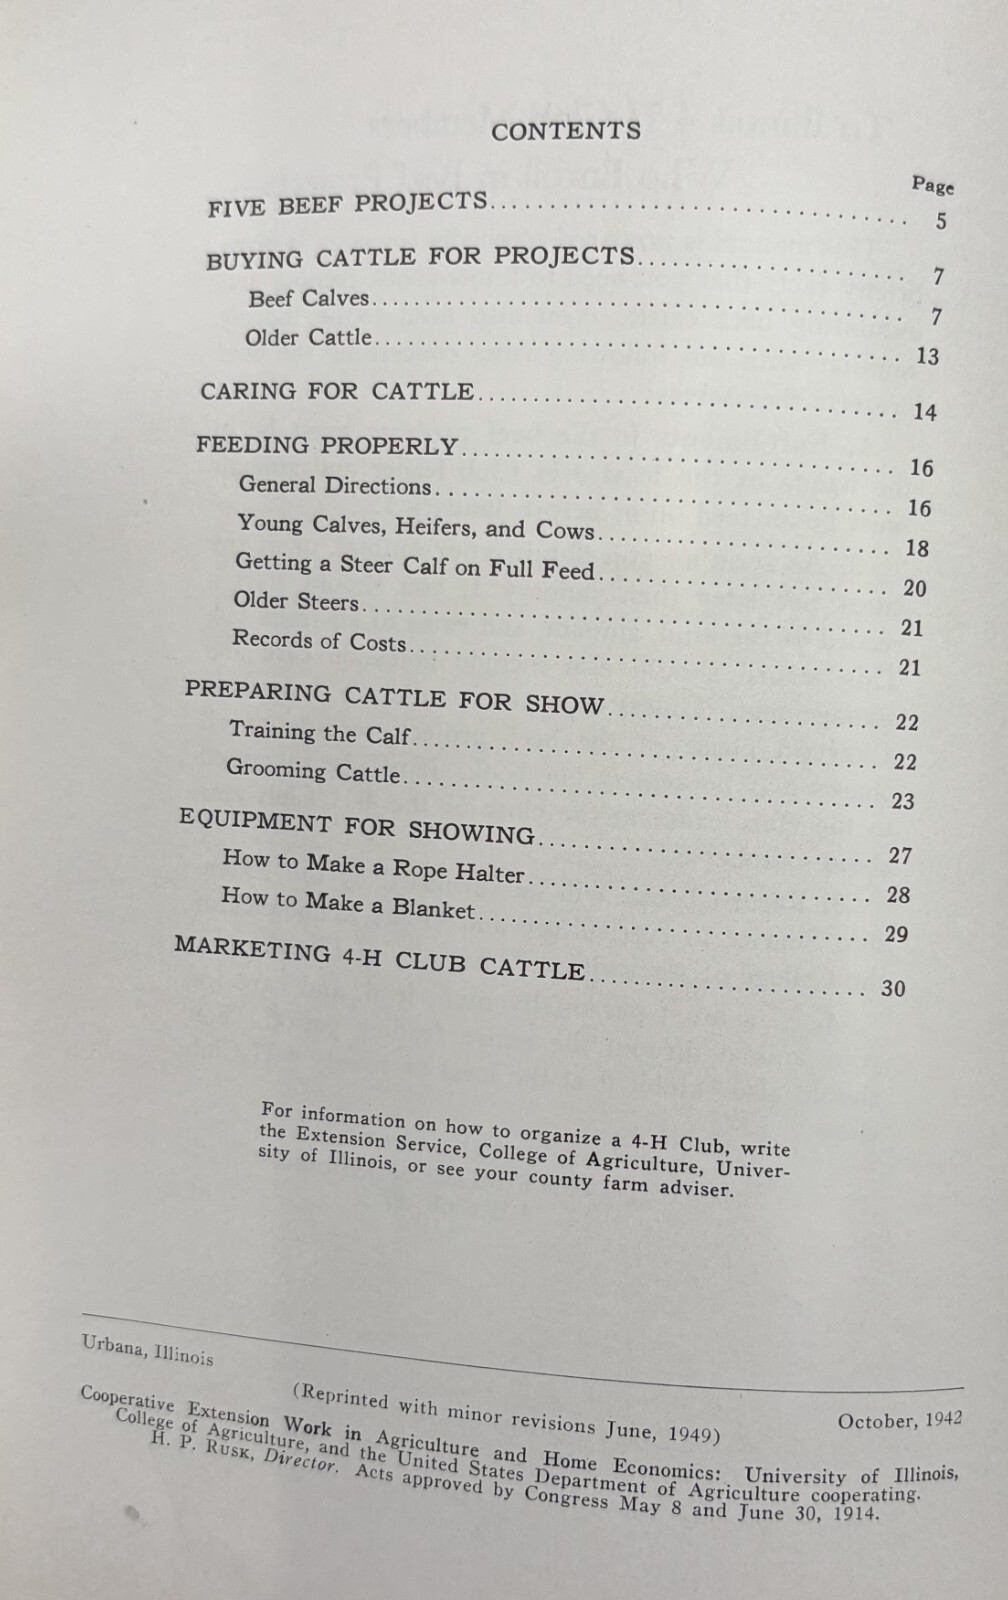 CONTENTS
Page
FIVE BEEF PROJECTS.................................... 5
BUYING CATTLE FOR PROJECTS........................ 7
Beef Calves.............................................. 7
Older Cattle............................................. 13
CARING FOR CATTLE.................................... 14
FEEDING PROPERLY..................................... 16
General Directions....................................... 16
Young Calves, Heifers, and Cows......................... 18
Getting a Steer Calf on Full Feed......................... 20
Older Steers............................................. 21
Records of Costs......................................... 21
PREPARING CATTLE FOR SHOW........................ 22
Training the Calf........................................ 22
Grooming Cattle......................................... 23
EQUIPMENT FOR SHOWING............................. 27
How to Make a Rope Halter.............................. 28
How to Make a Blanket.................................. 29
MARKETING 4-H CLUB CATTLE........................ 30
For information on how to organize a 4-H Club, write
the Extension Service, College of Agriculture, Univer-
sity of Illinois, or see your county farm adviser.
Urbana, Illinois
(Reprinted with minor revisions June, 1949)
October, 1942
Cooperative Extension Work in Agriculture and Home Economics: University of Illinois,
College of Agriculture, and the United States Department of Agriculture cooperating.
H. P. RUSK, Director. Acts approved by Congress May 8 and June 30, 1914.